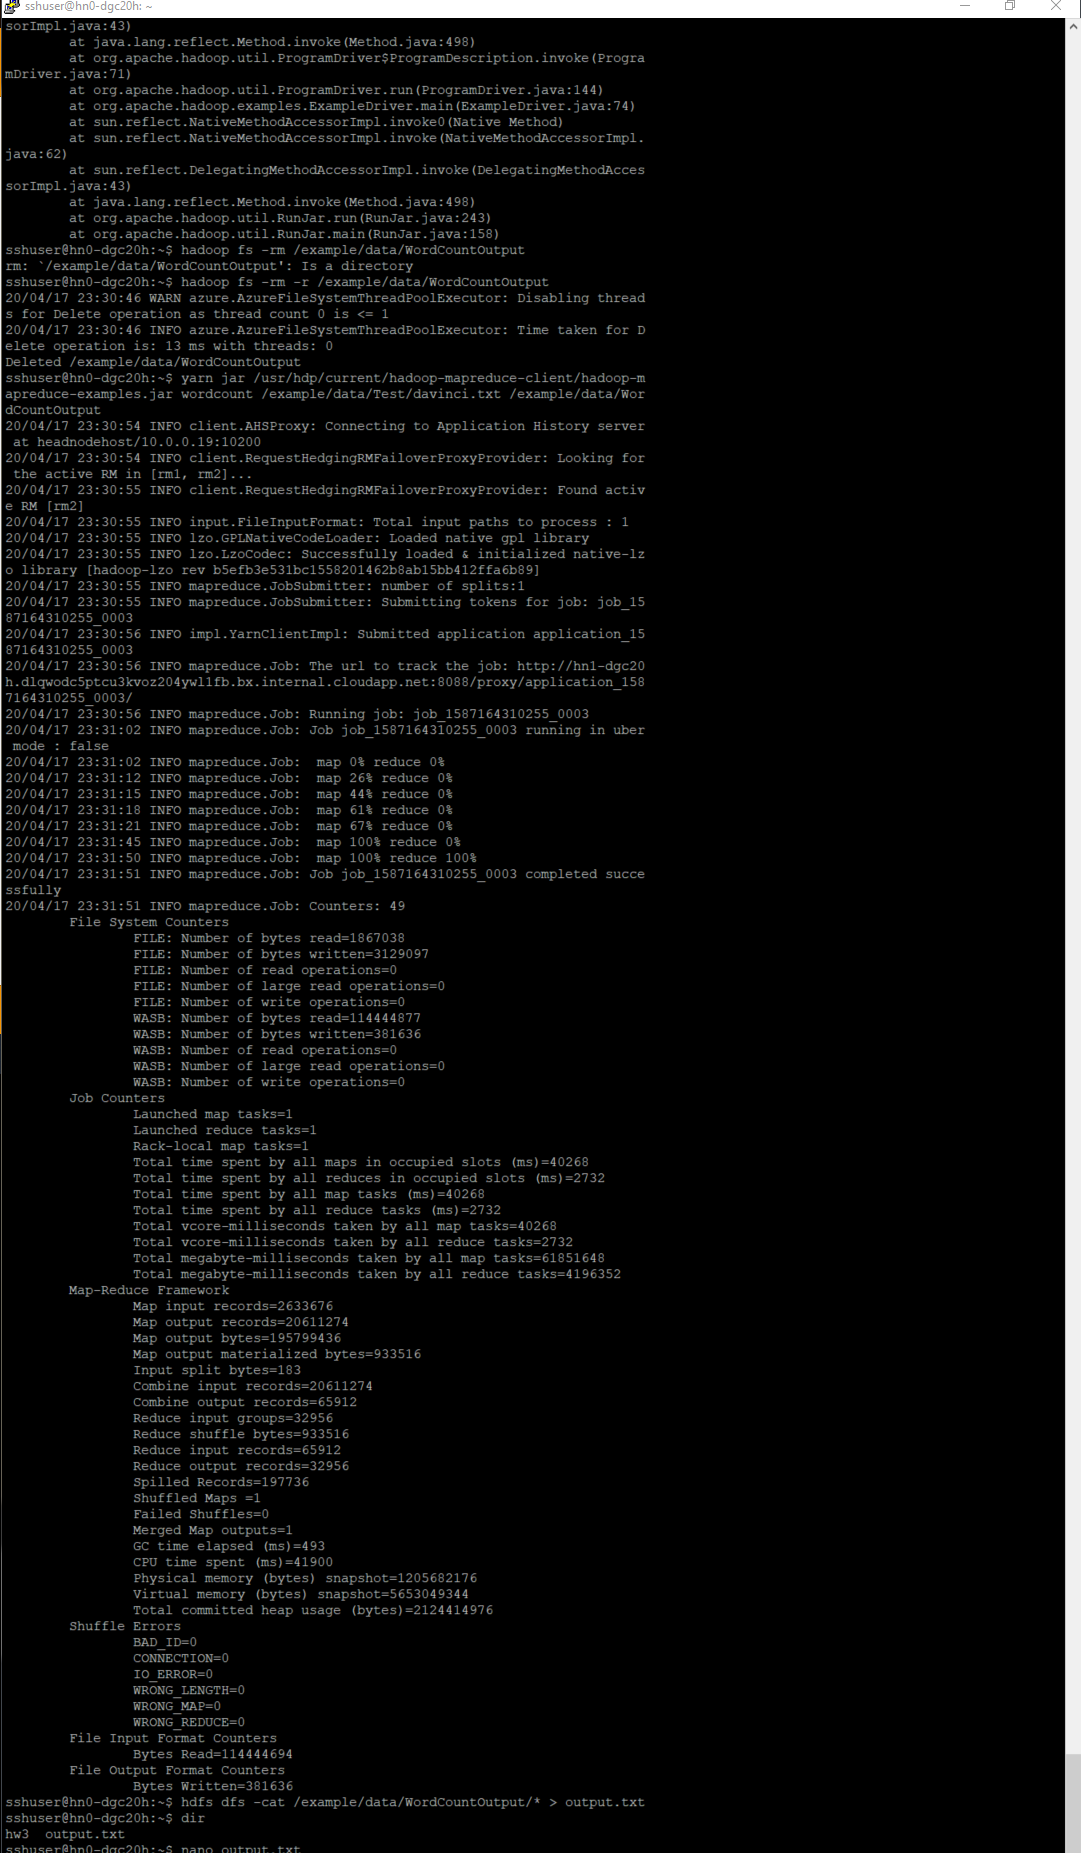 sshuser@hn0-dgc20h: ~
sorImpl.java:43)
        at java.lang.reflect.Method.invoke(Method.java:498)
        at org.apache.hadoop.util.ProgramDriver$ProgramDescription.invoke(Progra
mDriver.java:71)
        at org.apache.hadoop.util.ProgramDriver.run(ProgramDriver.java:144)
        at org.apache.hadoop.examples.ExampleDriver.main(ExampleDriver.java:74)
        at sun.reflect.NativeMethodAccessorImpl.invoke0(Native Method)
        at sun.reflect.NativeMethodAccessorImpl.invoke(NativeMethodAccessorImpl.
java:62)
        at sun.reflect.DelegatingMethodAccessorImpl.invoke(DelegatingMethodAcces
sorImpl.java:43)
        at java.lang.reflect.Method.invoke(Method.java:498)
        at org.apache.hadoop.util.RunJar.run(RunJar.java:243)
        at org.apache.hadoop.util.RunJar.main(RunJar.java:158)
sshuser@hn0-dgc20h:~$ hadoop fs -rm /example/data/WordCountOutput
rm: `/example/data/WordCountOutput': Is a directory
sshuser@hn0-dgc20h:~$ hadoop fs -rm -r /example/data/WordCountOutput
20/04/17 23:30:46 WARN azure.AzureFileSystemThreadPoolExecutor: Disabling thread
s for Delete operation as thread count 0 is <= 1
20/04/17 23:30:46 INFO azure.AzureFileSystemThreadPoolExecutor: Time taken for D
elete operation is: 13 ms with threads: 0
Deleted /example/data/WordCountOutput
sshuser@hn0-dgc20h:~$ yarn jar /usr/hdp/current/hadoop-mapreduce-client/hadoop-m
apreduce-examples.jar wordcount /example/data/Test/davinci.txt /example/data/Wor
dCountOutput
20/04/17 23:30:54 INFO client.AHSProxy: Connecting to Application History server
 at headnodehost/10.0.0.19:10200
20/04/17 23:30:54 INFO client.RequestHedgingRMFailoverProxyProvider: Looking for
 the active RM in [rm1, rm2]...
20/04/17 23:30:55 INFO client.RequestHedgingRMFailoverProxyProvider: Found activ
e RM [rm2]
20/04/17 23:30:55 INFO input.FileInputFormat: Total input paths to process : 1
20/04/17 23:30:55 INFO lzo.GPLNativeCodeLoader: Loaded native gpl library
20/04/17 23:30:55 INFO lzo.LzoCodec: Successfully loaded & initialized native-lz
o library [hadoop-lzo rev b5efb3e531bc1558201462b8ab15bb412ffa6b89]
20/04/17 23:30:55 INFO mapreduce.JobSubmitter: number of splits:1
20/04/17 23:30:55 INFO mapreduce.JobSubmitter: Submitting tokens for job: job_15
87164310255_0003
20/04/17 23:30:56 INFO impl.YarnClientImpl: Submitted application application_15
87164310255_0003
20/04/17 23:30:56 INFO mapreduce.Job: The url to track the job: http://hn1-dgc20
h.dlqwodc5ptcu3kvoz204ywl1fb.bx.internal.cloudapp.net:8088/proxy/application_158
7164310255_0003/
20/04/17 23:30:56 INFO mapreduce.Job: Running job: job_1587164310255_0003
20/04/17 23:31:02 INFO mapreduce.Job: Job job_1587164310255_0003 running in uber
 mode : false
20/04/17 23:31:02 INFO mapreduce.Job:  map 0% reduce 0%
20/04/17 23:31:12 INFO mapreduce.Job:  map 26% reduce 0%
20/04/17 23:31:15 INFO mapreduce.Job:  map 44% reduce 0%
20/04/17 23:31:18 INFO mapreduce.Job:  map 61% reduce 0%
20/04/17 23:31:21 INFO mapreduce.Job:  map 67% reduce 0%
20/04/17 23:31:45 INFO mapreduce.Job:  map 100% reduce 0%
20/04/17 23:31:50 INFO mapreduce.Job:  map 100% reduce 100%
20/04/17 23:31:51 INFO mapreduce.Job: Job job_1587164310255_0003 completed succe
ssfully
20/04/17 23:31:51 INFO mapreduce.Job: Counters: 49
        File System Counters
                FILE: Number of bytes read=1867038
                FILE: Number of bytes written=3129097
                FILE: Number of read operations=0
                FILE: Number of large read operations=0
                FILE: Number of write operations=0
                WASB: Number of bytes read=114444877
                WASB: Number of bytes written=381636
                WASB: Number of read operations=0
                WASB: Number of large read operations=0
                WASB: Number of write operations=0
        Job Counters
                Launched map tasks=1
                Launched reduce tasks=1
                Rack-local map tasks=1
                Total time spent by all maps in occupied slots (ms)=40268
                Total time spent by all reduces in occupied slots (ms)=2732
                Total time spent by all map tasks (ms)=40268
                Total time spent by all reduce tasks (ms)=2732
                Total vcore-milliseconds taken by all map tasks=40268
                Total vcore-milliseconds taken by all reduce tasks=2732
                Total megabyte-milliseconds taken by all map tasks=61851648
                Total megabyte-milliseconds taken by all reduce tasks=4196352
        Map-Reduce Framework
                Map input records=2633676
                Map output records=20611274
                Map output bytes=195799436
                Map output materialized bytes=933516
                Input split bytes=183
                Combine input records=20611274
                Combine output records=65912
                Reduce input groups=32956
                Reduce shuffle bytes=933516
                Reduce input records=65912
                Reduce output records=32956
                Spilled Records=197736
                Shuffled Maps =1
                Failed Shuffles=0
                Merged Map outputs=1
                GC time elapsed (ms)=493
                CPU time spent (ms)=41900
                Physical memory (bytes) snapshot=1205682176
                Virtual memory (bytes) snapshot=5653049344
                Total committed heap usage (bytes)=2124414976
        Shuffle Errors
                BAD_ID=0
                CONNECTION=0
                IO_ERROR=0
                WRONG_LENGTH=0
                WRONG_MAP=0
                WRONG_REDUCE=0
        File Input Format Counters
                Bytes Read=114444694
        File Output Format Counters
                Bytes Written=381636
sshuser@hn0-dgc20h:~$ hdfs dfs -cat /example/data/WordCountOutput/* > output.txt
sshuser@hn0-dgc20h:~$ dir
hw3  output.txt
sshuser@hn0-dgc20h:~$ nano output.txt